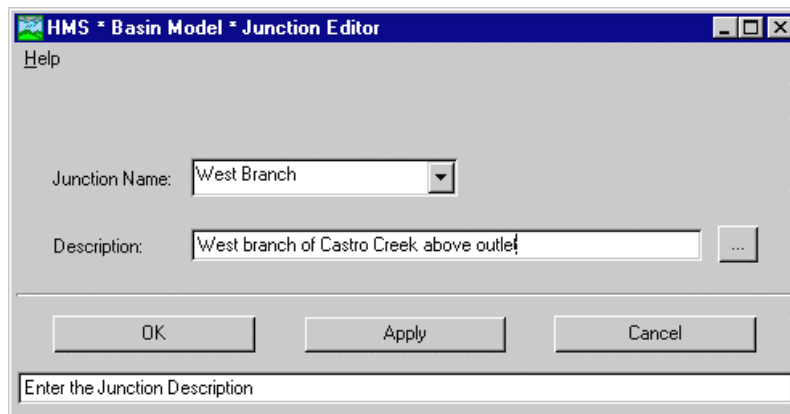 HMS * Basin Model * Junction Editor
Help
Junction Name: West Branch
Description: West branch of Castro Creek above outlet ...
OK Apply Cancel
Enter the Junction Description